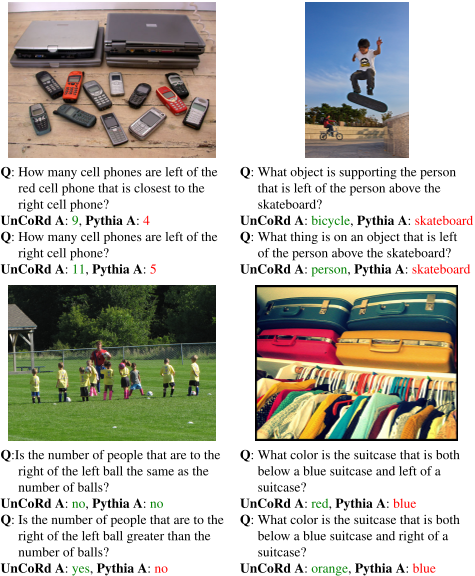 Q: How many cell phones are left of the
red cell phone that is closest to the
right cell phone?
UnCoRd A: 9, Pythia A: 4
Q: How many cell phones are left of the
right cell phone?
UnCoRd A: 11, Pythia A: 5
Q: What object is supporting the person
that is left of the person above the
skateboard?
UnCoRd A: bicycle, Pythia A: skateboard
Q: What thing is on an object that is left
of the person above the skateboard?
UnCoRd A: person, Pythia A: skateboard
Q:Is the number of people that are to the
right of the left ball the same as the
number of balls?
UnCoRd A: no, Pythia A: no
Q: Is the number of people that are to the
right of the left ball greater than the
number of balls?
UnCoRd A: yes, Pythia A: no
Q: What color is the suitcase that is both
below a blue suitcase and left of a
suitcase?
UnCoRd A: red, Pythia A: blue
Q: What color is the suitcase that is both
below a blue suitcase and right of a
suitcase?
UnCoRd A: orange, Pythia A: blue